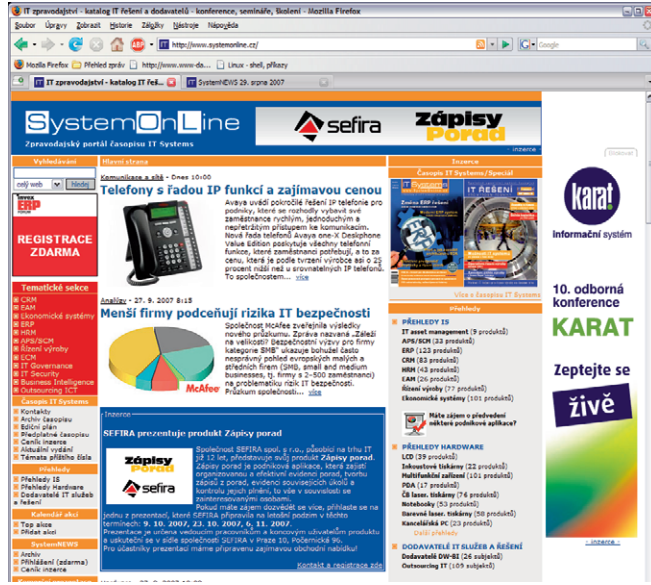 IT zpravodajství - katalog IT řešení a dodavatelů - konference, semináře, školení - Mozilla Firefox
Soubor Úpravy Zobrazit Historie Záložky Nástroje Nápověda
http://www.systemonline.cz/
Google
Mozilla Firefox Přehled zpráv http://www.www-da... Linux - shell, příkazy
IT zpravodajství - katalog IT řeš...
SystemNEWS 29. srpna 2007
SystemOnLine
Zpravodajský portál časopisu IT Systems
sefira
Zápisy
Porad
- inzerce
Vyhledávání
celý web
hledej
invex
ERP
FORUM
REGISTRACE
ZDARMA
Tematické sekce
CRM
EAM
Ekonomické systémy
ERP
HRM
APS/SCM
Řízení výroby
ECM
IT Governance
IT Security
Business Intelligence
Outsourcing ICT
Časopis IT Systems
Kontakty
Archiv časopisu
Ediční plán
Předplatné časopisu
Ceník inzerce
Aktuální vydání
Témata příštího čísla
Přehledy
Přehledy IS
Přehledy Hardware
Dodavatelé IT služeb
a řešení
Kalendář akcí
Top akce
Přidat akci
SystemNEWS
Archiv
Přihlášení (zdarma)
Ceník inzerce
Hlavní strana
Komunikace a sítě - Dnes 10:00
Telefony s řadou IP funkcí a zajímavou cenou
Avaya uvádí pokročilé řešení IP telefonie pro
podniky, které se rozhodly vybavit své
zaměstnance rychlým, jednoduchým a
nepřetržitým přístupem ke komunikacím.
Nová řada telefonů Avaya one-X Deskphone
Value Edition poskytuje všechny telefonní
funkce, které zaměstnanci potřebují, a to za
cenu, která je podle tvrzení výrobce asi o 25
procent nižší než u srovnatelných IP telefonů.
To společnostem... více
Analýzy - 27. 9. 2007 8:15
Menší firmy podceňují rizika IT bezpečnosti
Společnost McAfee zveřejnila výsledky
nového průzkumu. Zpráva nazvaná „Záleží
na velikosti? Bezpečnostní výzvy pro firmy
kategorie SMB“ ukazuje bohužel často
nesprávný pohled evropských malých a
středních firem (SMB, small and medium
businesses, tj. firmy s 2–500 zaměstnanci)
na problematiku rizik IT bezpečnosti.
Průzkum společnosti... více
McAfee
Inzerce
SEFIRA prezentuje produkt Zápisy porad
Zápisy
Porad
sefira
Společnost SEFIRA spol. s r.o., působící na trhu IT
již 12 let, představuje svůj produkt Zápisy porad.
Zápisy porad je podniková aplikace, která zajistí
organizovanou a efektivní evidenci porad, tvorbu
zápisů z porad, evidenci souvisejících úkolů a
kontrolu jejich plnění, to vše v souvislosti se
zainteresovanými osobami.
Pokud máte zájem dozvědět se více, přihlaste se na
jednu z prezentací, které SEFIRA připravila na letošní podzim v těchto
termínech: 9. 10. 2007, 23. 10. 2007, 6. 11. 2007.
Prezentace je určena vedoucím pracovníkům a koncovým uživatelům produktu
a uskuteční se v sídle společnosti SEFIRA v Praze 10, Počernická 96.
Pro účastníky prezentací máme připravenu zajímavou obchodní nabídku!
Kontakt a registrace zde
Inzerce
Časopis IT Systems/Speciál
IT Systems
IT ŘEŠENÍ
Více o časopisu IT Systems
Přehledy
PŘEHLEDY IS
IT asset management (9 produktů)
APS/SCM (33 produktů)
ERP (123 produktů)
CRM (83 produktů)
HRM (43 produktů)
EAM (26 produktů)
Řízení výroby (77 produktů)
Ekonomické systémy (101 produktů)
Máte zájem o předvedení
některé podnikové aplikace?
PŘEHLEDY HARDWARE
LCD (39 produktů)
Inkoustové tiskárny (22 produktů)
Multifunkční zařízení (101 produktů)
PDA (17 produktů)
ČB laser. tiskárny (76 produktů)
Notebooky (53 produktů)
Barevné laser. tiskárny (58 produktů)
Kancelářská PC (23 produktů)
Další přehledy
DODAVATELÉ IT SLUŽEB A ŘEŠENÍ
Dodavatelé DW-BI (26 subjektů)
Outsourcing IT (109 subjektů)
Blokovat
karat
Informační systém
10. odborná
konference
KARAT
Zeptejte se
živě
- inzerce -